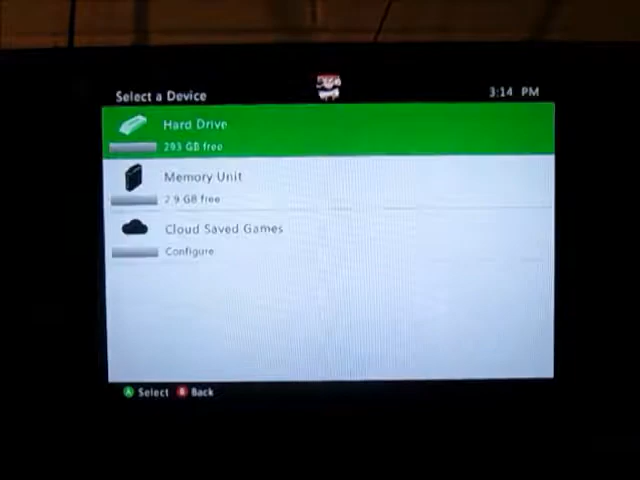 Select a Device
3:14 PM
Hard Drive
293 GB free
Memory Unit
2.9 GB free
Cloud Saved Games
Configure
A Select B Back